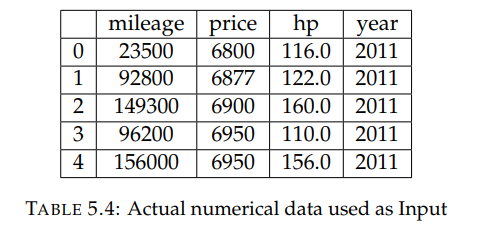 mileage price hp year
0 23500 6800 116.0 2011
1 92800 6877 122.0 2011
2 149300 6900 160.0 2011
3 96200 6950 110.0 2011
4 156000 6950 156.0 2011
TABLE 5.4: Actual numerical data used as Input